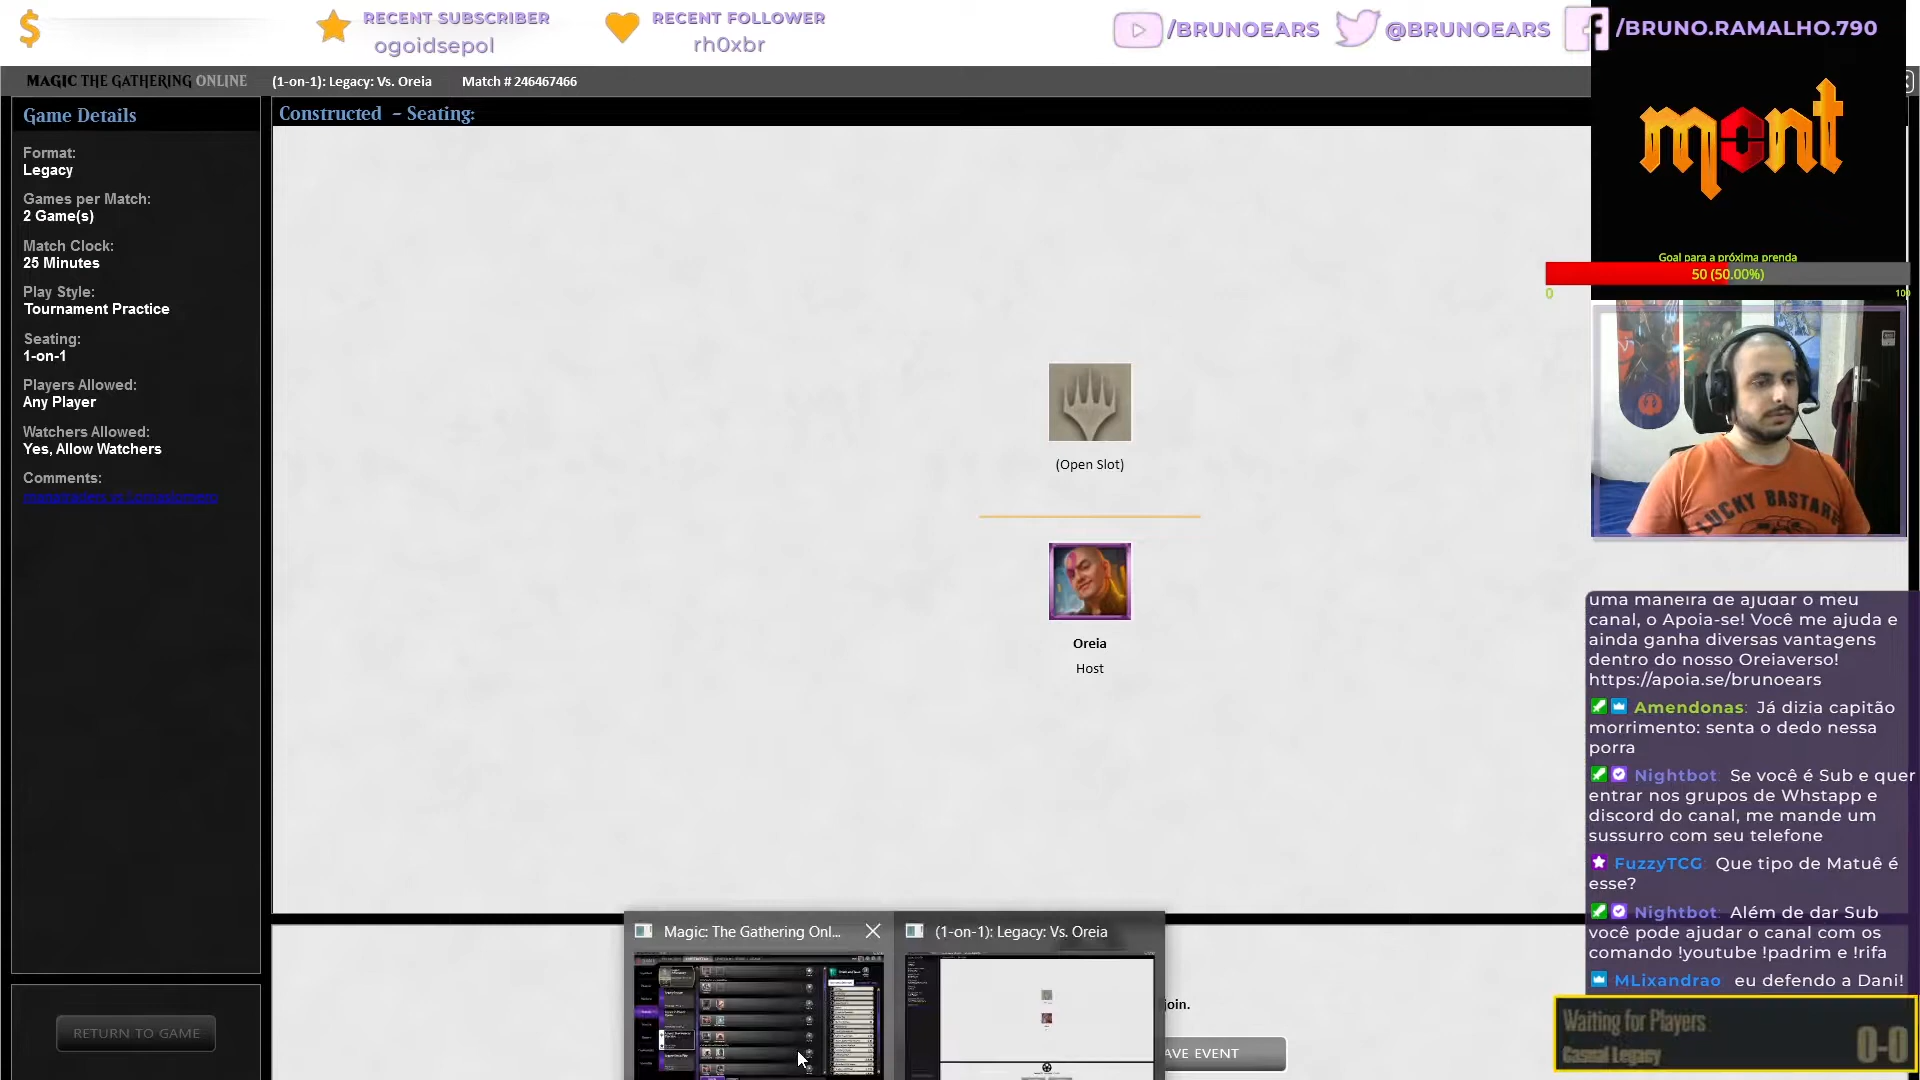 RECENT SUBSCRIBER
ogoidsepol
RECENT FOLLOWER
rh0xbr
/BRUNOEARS
@BRUNOEARS
/BRUNO.RAMALHO.790
MAGIC THE GATHERING ONLINE
(1-on-1): Legacy: Vs. Oreia
Match # 246467466
Game Details
Format:
Legacy
Games per Match:
2 Game(s)
Match Clock:
25 Minutes
Play Style:
Tournament Practice
Seating:
1-on-1
Players Allowed:
Any Player
Watchers Allowed:
Yes, Allow Watchers
Comments:
RETURN TO GAME
Constructed - Seating:
(Open Slot)
Oreia
Host
Magic: The Gathering Onl...
(1-on-1): Legacy: Vs. Oreia
join.
AVE EVENT
mont
Goal para a próxima prenda
50 (50.00%)
0
100
LUCKY BASTARD
uma maneira de ajudar o meu
canal, o Apoia-se! Você me ajuda e
ainda ganha diversas vantagens
dentro do nosso Oreiaverso!
https://apoia.se/brunoears
Amendonas: Já dizia capitão
morrimento: senta o dedo nessa
porra
Nightbot: Se você é Sub e quer
entrar nos grupos de Whstapp e
discord do canal, me mande um
sussurro com seu telefone
FuzzyTCG: Que tipo de Matuê é
esse?
Nightbot: Além de dar Sub
você pode ajudar o canal com os
comando !youtube !padrim e !rifa
MLixandrao: eu defendo a Dani!
Waiting for Players
Casual Legacy
0-0